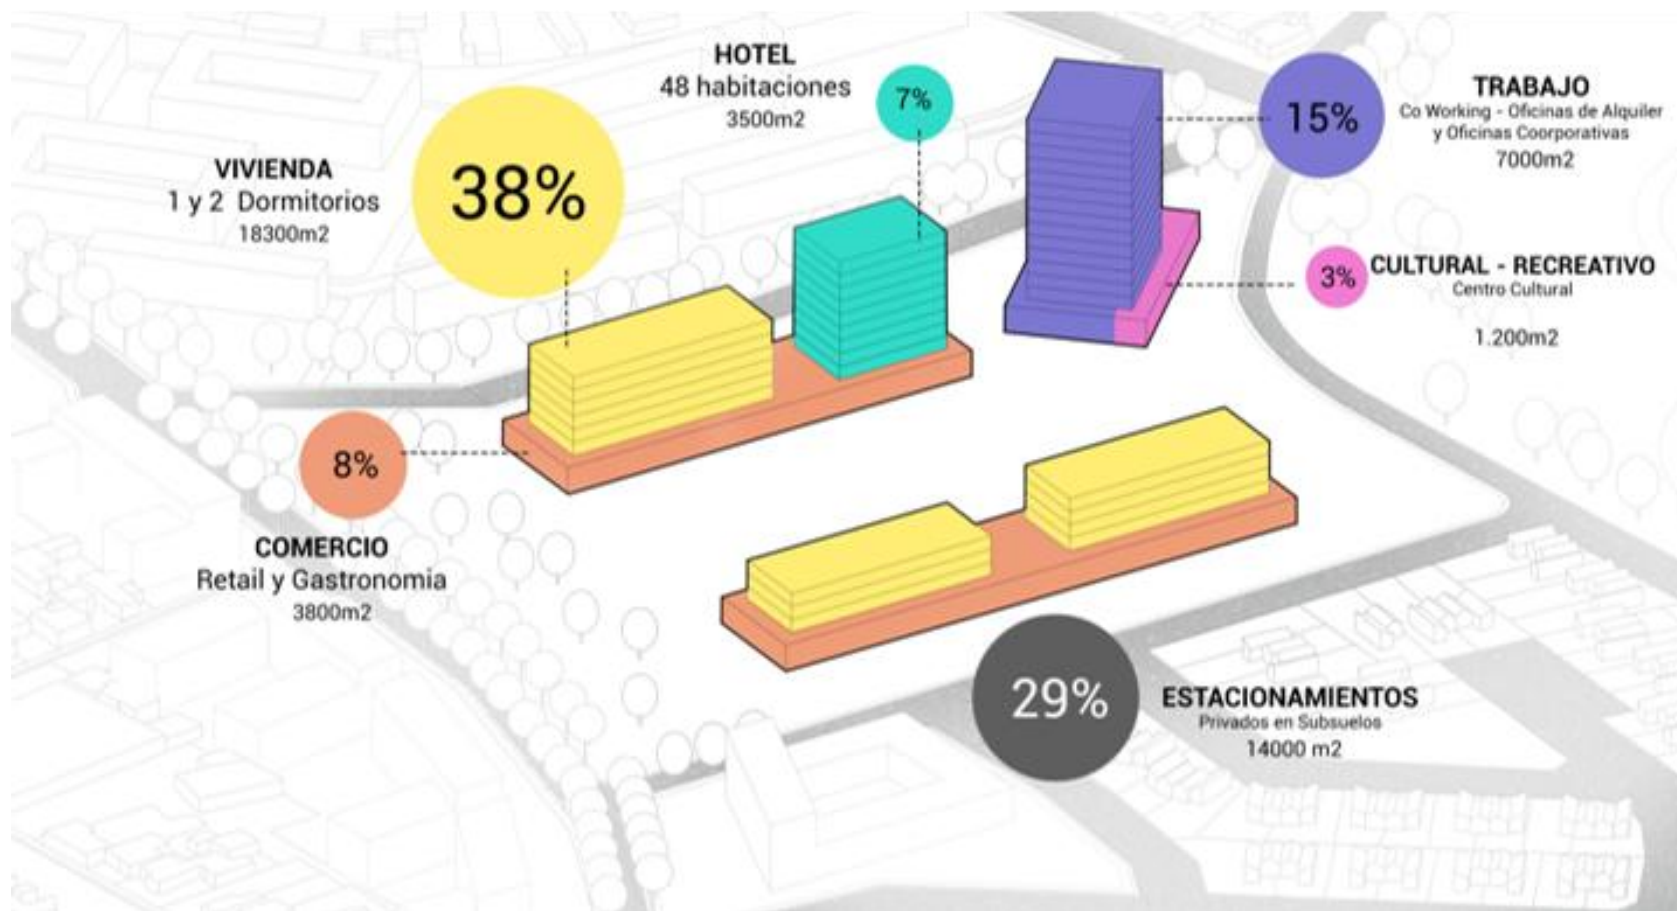 HOTEL
48 habitaciones
3500m2
7%
VIVIENDA
1 y 2 Dormitorios
18300m2
38%
15%
TRABAJO
Co Working - Oficinas de Alquiler
y Oficinas Coorporativas
7000m2
3%
CULTURAL - RECREATIVO
Centro Cultural
1.200m2
8%
COMERCIO
Retail y Gastronomia
3800m2
29%
ESTACIONAMIENTOS
Privados en Subsuelos
14000 m2